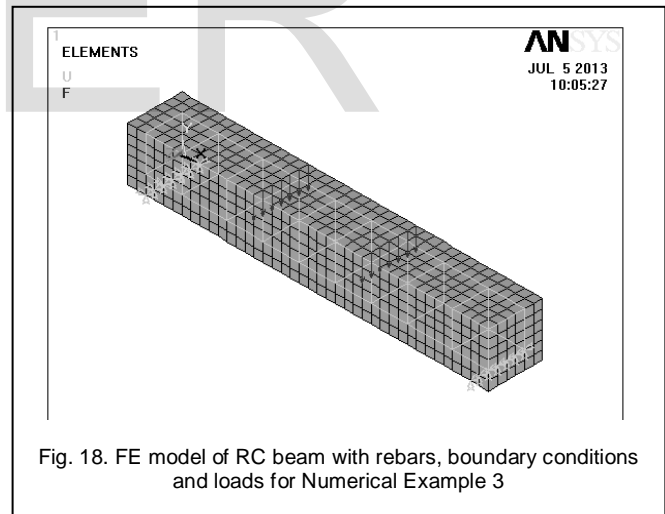 ER
1
ELEMENTS
U
F
ANSYS
JUL 5 2013
10:05:27
Y
X
Fig. 18. FE model of RC beam with rebars, boundary conditions
and loads for Numerical Example 3